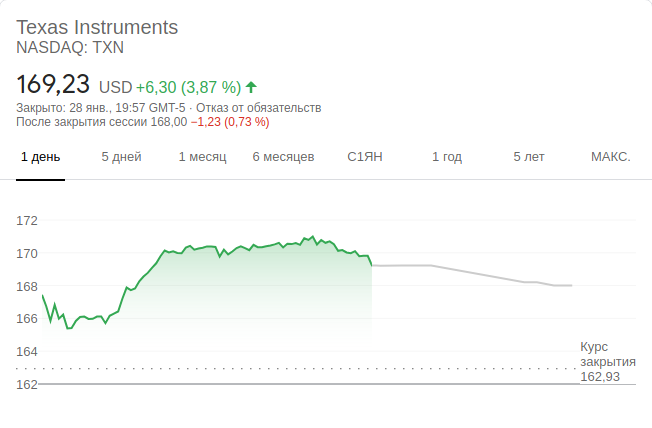 Texas Instruments
NASDAQ: TXN
169,23 USD +6,30 (3,87 %)
Закрыто: 28 янв., 19:57 GMT-5 · Отказ от обязательств
После закрытия сессии 168,00 −1,23 (0,73 %)
1 день 5 дней 1 месяц 6 месяцев С1ЯН 1 год 5 лет МАКС.
172
170
168
166
164
Курс
закрытия
162,93
162